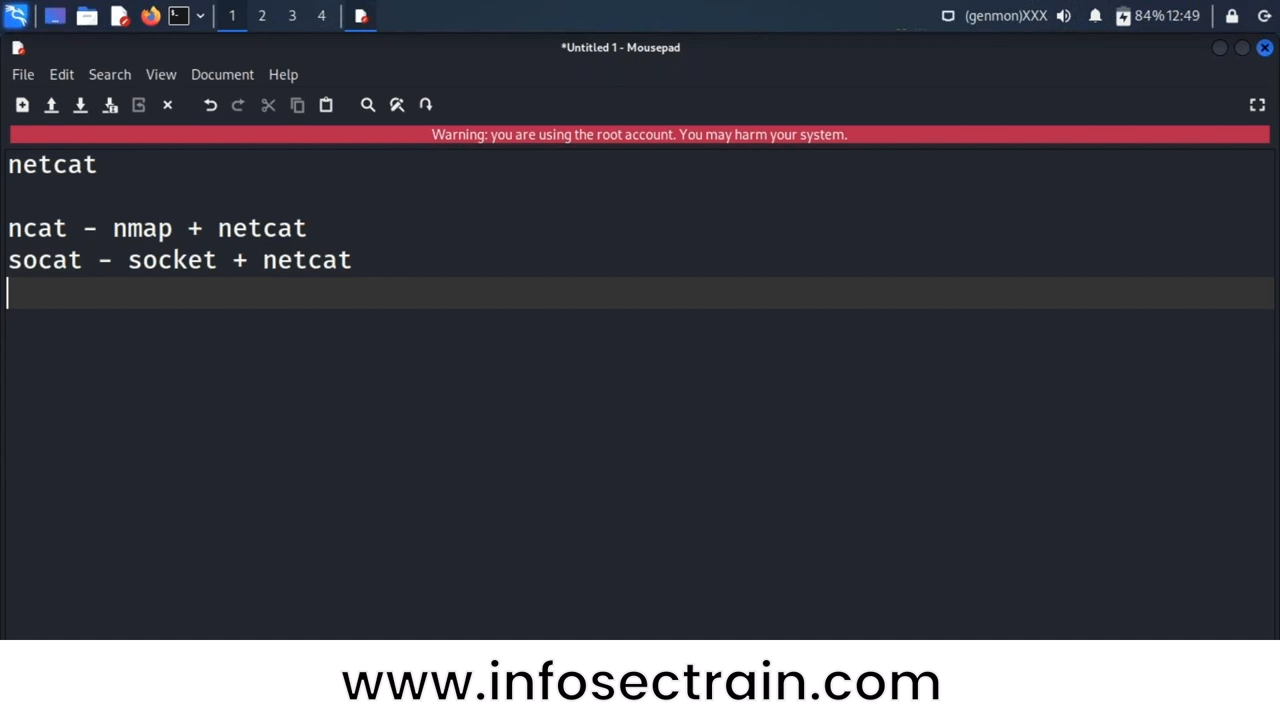 1 2 3 4 (genmon)XXX 84% 12:49
*Untitled 1 - Mousepad
File Edit Search View Document Help
Warning: you are using the root account. You may harm your system.
netcat
ncat - nmap + netcat
socat - socket + netcat
www.infosectrain.com